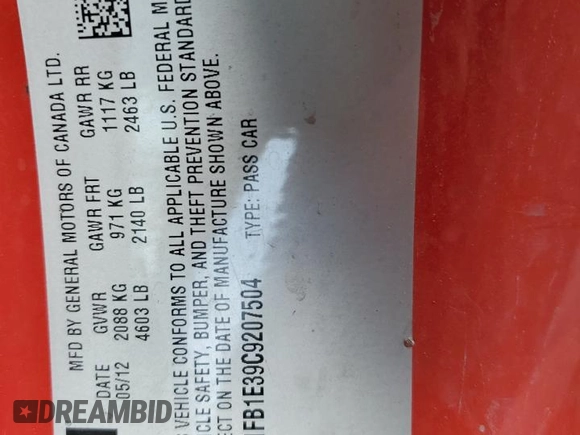 MFD BY GENERAL MOTORS OF CANADA LTD.
DATE GVWR GAWR FRT GAWR RR
05/12 2088 KG 971 KG 1117 KG
4603 LB 2140 LB 2463 LB
VEHICLE CONFORMS TO ALL APPLICABLE U.S. FEDERAL M
CLE SAFETY, BUMPER, AND THEFT PREVENTION STANDARD
ECT ON THE DATE OF MANUFACTURE SHOWN ABOVE.
FB1E39C9207504 TYPE: PASS CAR
RIDERSAFE.COM